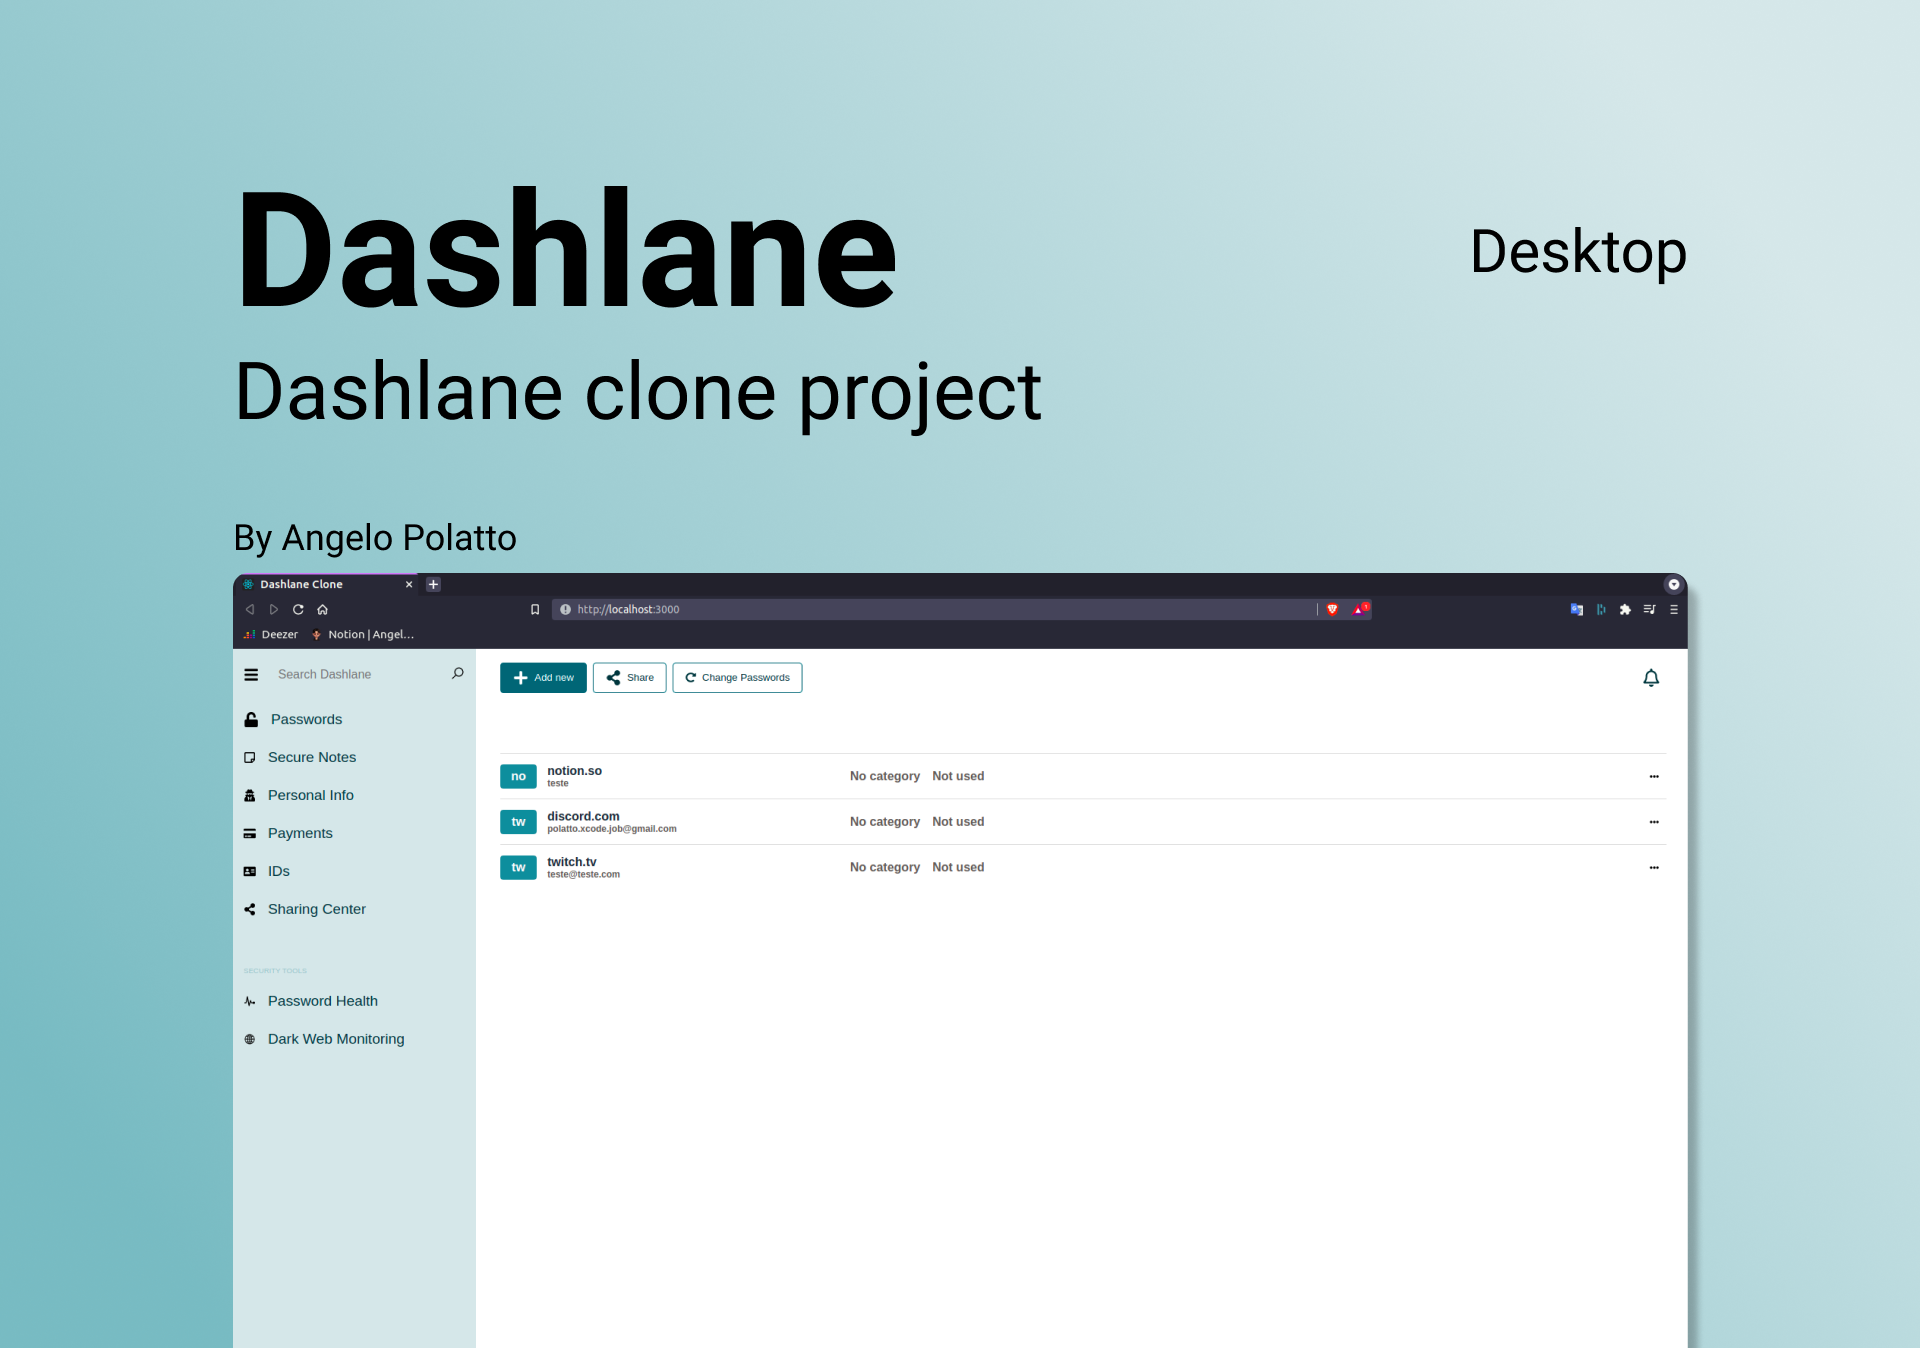 Dashlane
Desktop
Dashlane clone project
By Angelo Polatto
Dashlane Clone
http://localhost:3000
Deezer
Notion | Angel...
Search Dashlane
Add new
Share
Change Passwords
Passwords
Secure Notes
Personal Info
Payments
IDs
Sharing Center
SECURITY TOOLS
Password Health
Dark Web Monitoring
no
notion.so
teste
No category
Not used
tw
discord.com
polatto.xcode.job@gmail.com
No category
Not used
tw
twitch.tv
teste@teste.com
No category
Not used